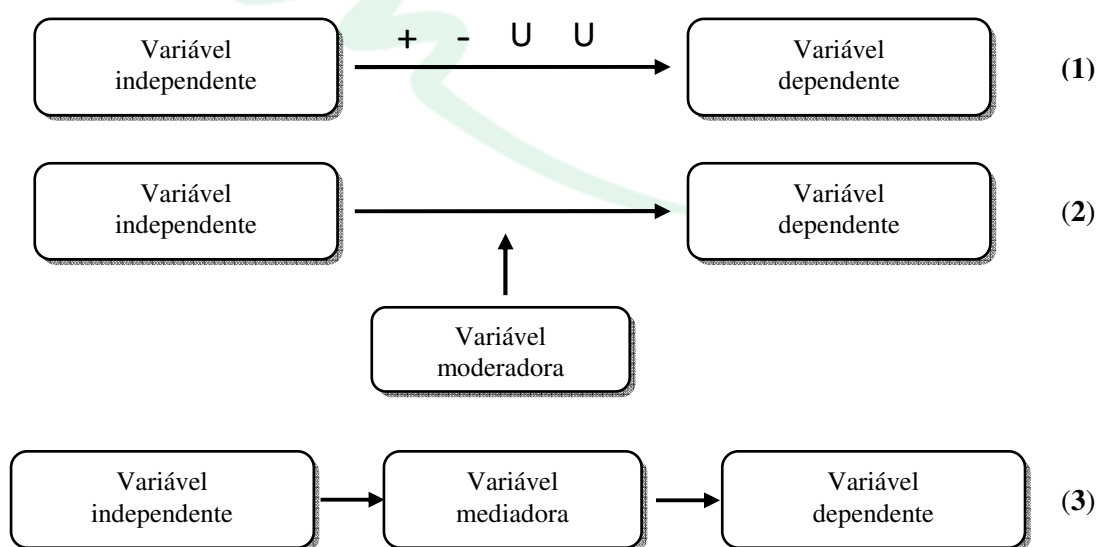 + - U U
Variável
independente
Variável
dependente
(1)
Variável
independente
Variável
dependente
(2)
Variável
moderadora
Variável
independente
Variável
mediadora
Variável
dependente
(3)